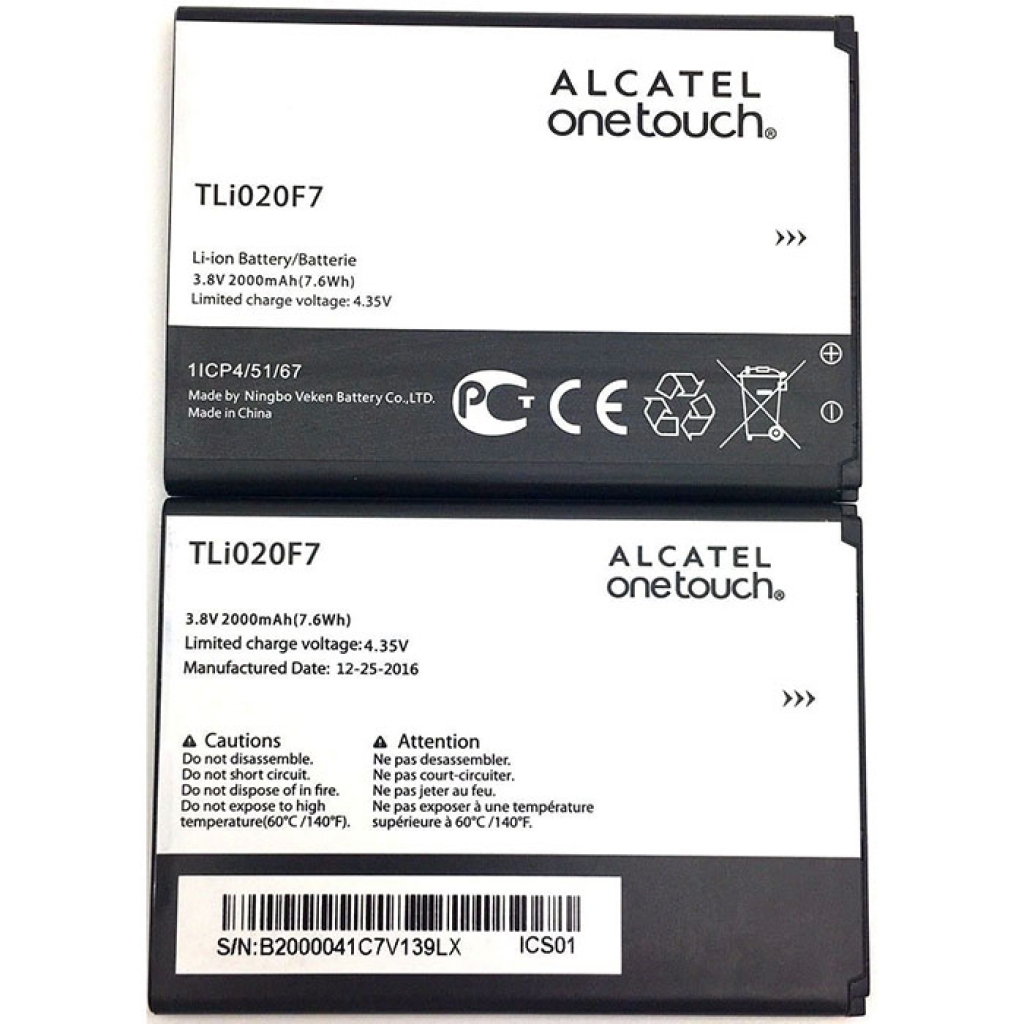 ALCATEL
onetouch®
TLi020F7
Li-ion Battery/Batterie
3.8V 2000mAh(7.6Wh)
Limited charge voltage: 4.35V
1ICP4/51/67
Made by Ningbo Veken Battery Co.,LTD.
Made in China
PCT
CE
TLi020F7
ALCATEL
onetouch®
3.8V 2000mAh(7.6Wh)
Limited charge voltage:4.35V
Manufactured Date: 12-25-2016
Cautions
Do not disassemble.
Do not short circuit.
Do not dispose of in fire.
Do not expose to high
temperature(60°C /140°F).
Attention
Ne pas desassembler.
Ne pas court-circuiter.
Ne pas jeter au feu.
Ne pas exposer à une température
supérieure à 60°C /140°F.
S/N:B2000041C7V139LX ICS01